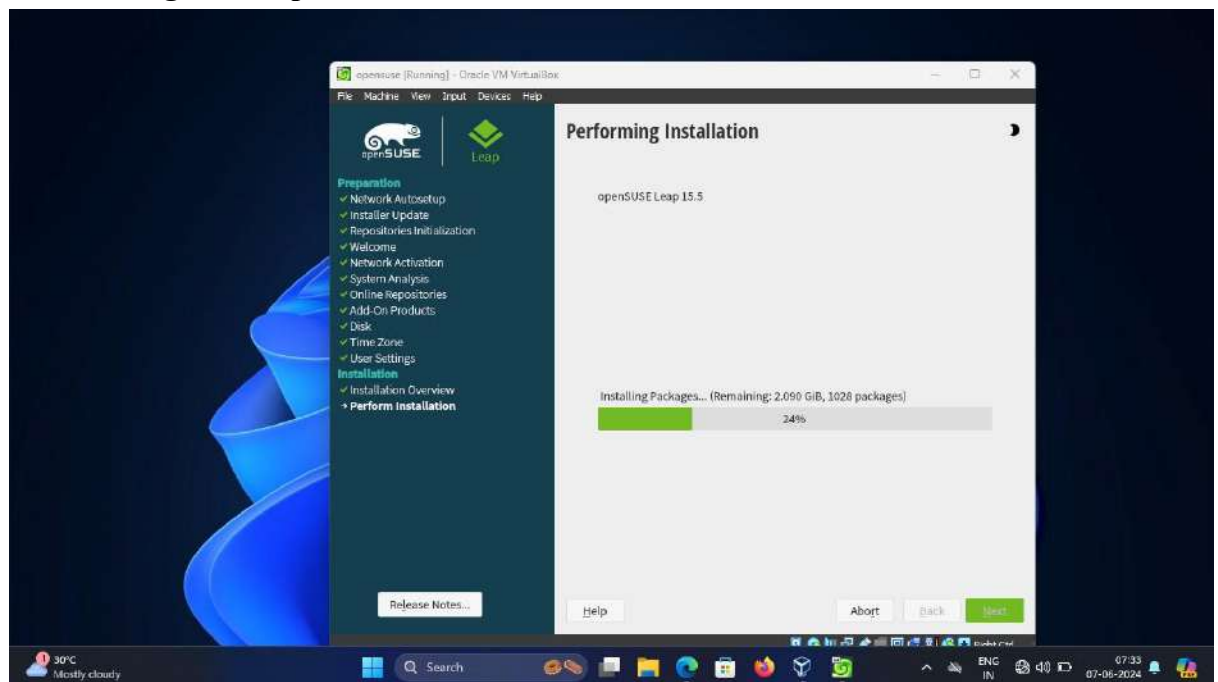 opensuse [Running] - Oracle VM VirtualBox
File Machine View Input Devices Help
openSUSE
Leap
Performing Installation
Preparation
Network Autosetup
Installer Update
Repositories Initialization
Welcome
Network Activation
System Analysis
Online Repositories
Add-On Products
Disk
Time Zone
User Settings
Installation
Installation Overview
Perform Installation
openSUSE Leap 15.5
Installing Packages... (Remaining: 2.090 GiB, 1028 packages)
24%
Release Notes...
Help
Abort
Back
Next
Right Ctrl
1
30°C
Mostly cloudy
Search
ENG
IN
07:33
07-06-2024